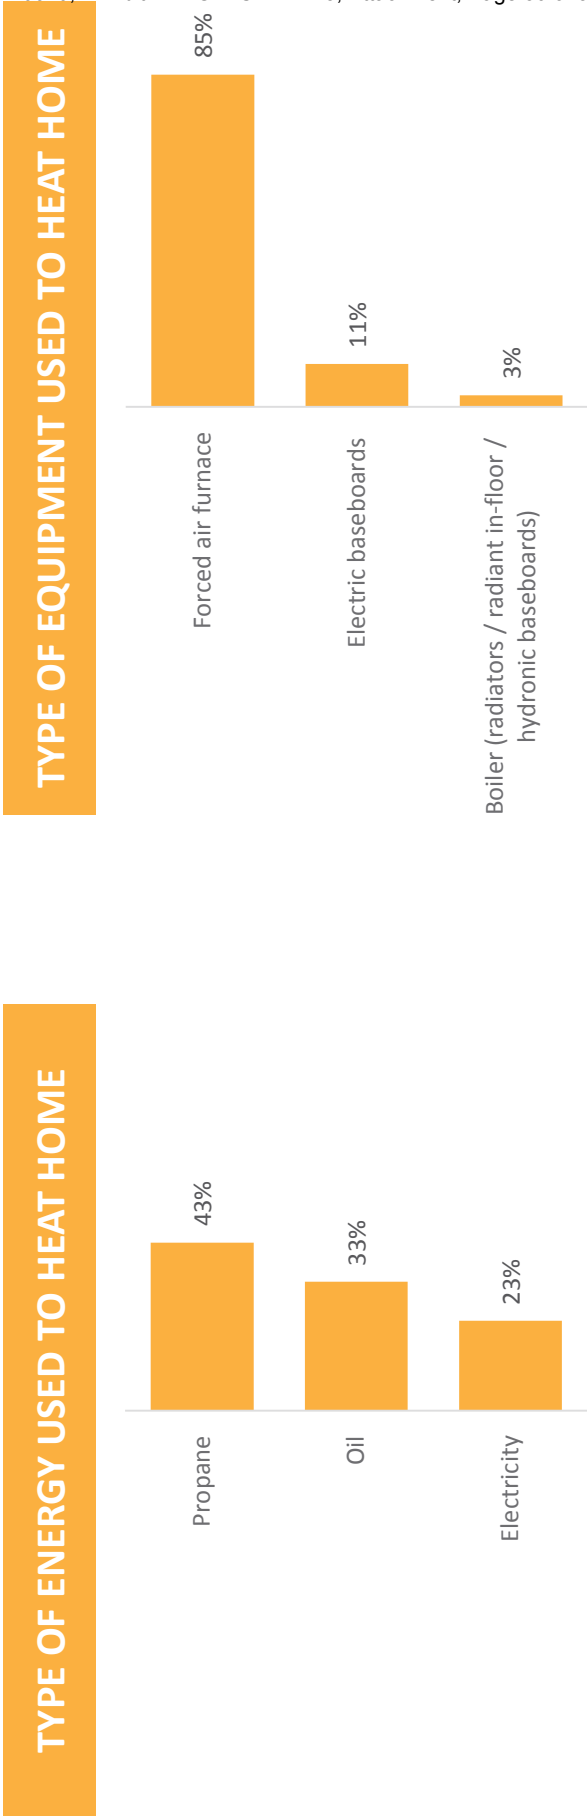 TYPE OF ENERGY USED TO HEAT HOME
Propane
43%
Oil
33%
Electricity
23%
TYPE OF EQUIPMENT USED TO HEAT HOME
Forced air furnace
85%
Electric baseboards
11%
Boiler (radiators / radiant in-floor /
hydronic baseboards)
3%